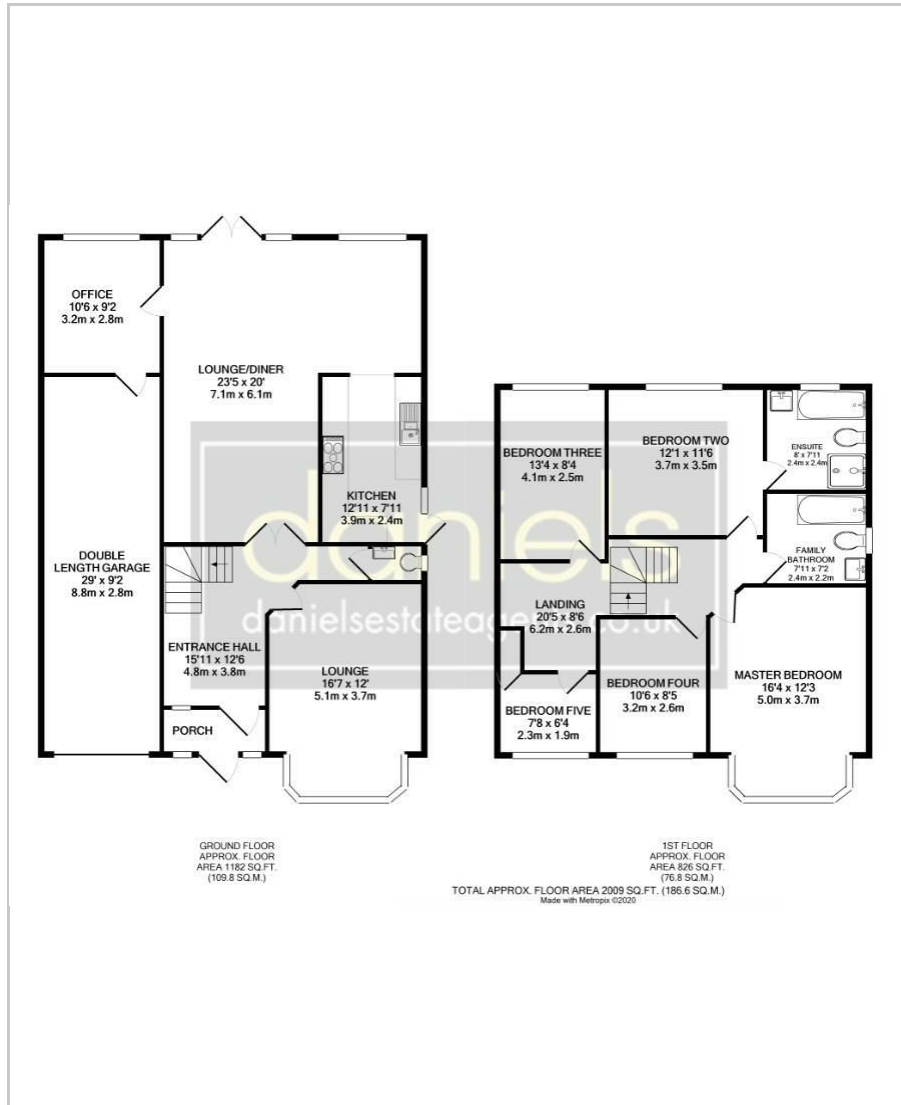 OFFICE
10'6 x 9'2
3.2m x 2.8m
LOUNGE/DINER
23'5 x 20'
7.1m x 6.1m
KITCHEN
12'11 x 7'11
3.9m x 2.4m
DOUBLE
LENGTH GARAGE
29' x 9'2
8.8m x 2.8m
ENTRANCE HALL
15'11 x 12'6
4.8m x 3.8m
LOUNGE
16'7 x 12'
5.1m x 3.7m
PORCH
GROUND FLOOR
APPROX. FLOOR
AREA 1182 SQ.FT.
(109.8 SQ.M.)
BEDROOM THREE
13'4 x 8'4
4.1m x 2.5m
BEDROOM TWO
12'1 x 11'6
3.7m x 3.5m
ENSUITE
8' x 7'11
2.4m x 2.4m
FAMILY
BATHROOM
7'11 x 7'2
2.4m x 2.2m
LANDING
20'5 x 8'6
6.2m x 2.6m
BEDROOM FOUR
10'6 x 8'5
3.2m x 2.6m
MASTER BEDROOM
16'4 x 12'3
5.0m x 3.7m
BEDROOM FIVE
7'8 x 6'4
2.3m x 1.9m
1ST FLOOR
APPROX. FLOOR
AREA 826 SQ.FT.
(76.8 SQ.M.)
TOTAL APPROX. FLOOR AREA 2009 SQ.FT. (186.6 SQ.M.)
Made with Metropix ©2020
daniels
danielsestateagents.co.uk